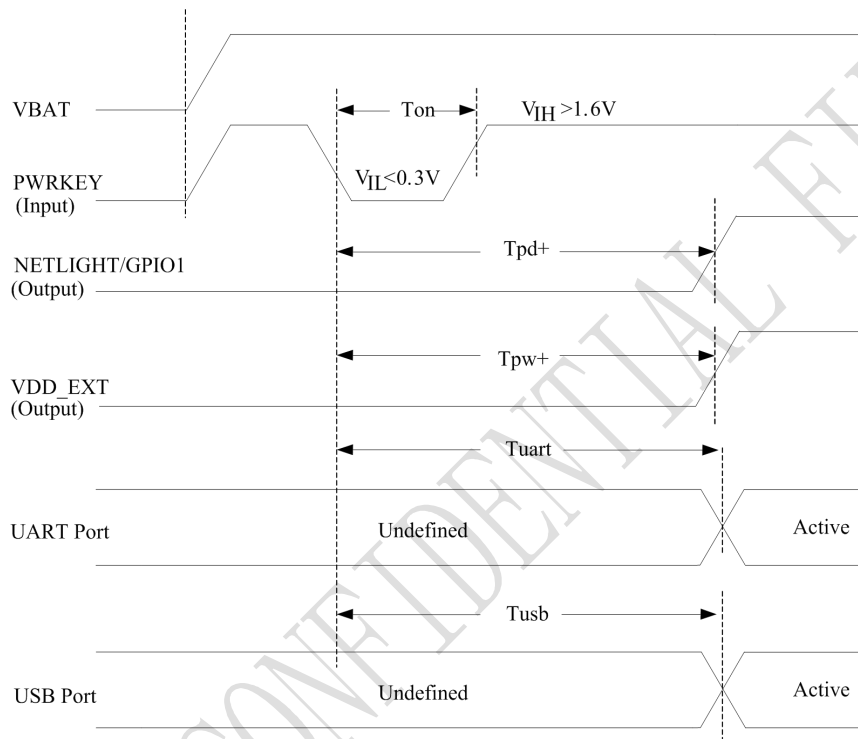 VBAT
Ton
VIH >1.6V
PWRKEY
(Input)
VIL<0.3V
Tpd+
NETLIGHT/GPIO1
(Output)
Tpw+
VDD_EXT
(Output)
Tuart
UART Port
Undefined
Active
Tusb
USB Port
Undefined
Active
CONFIDENTIAL